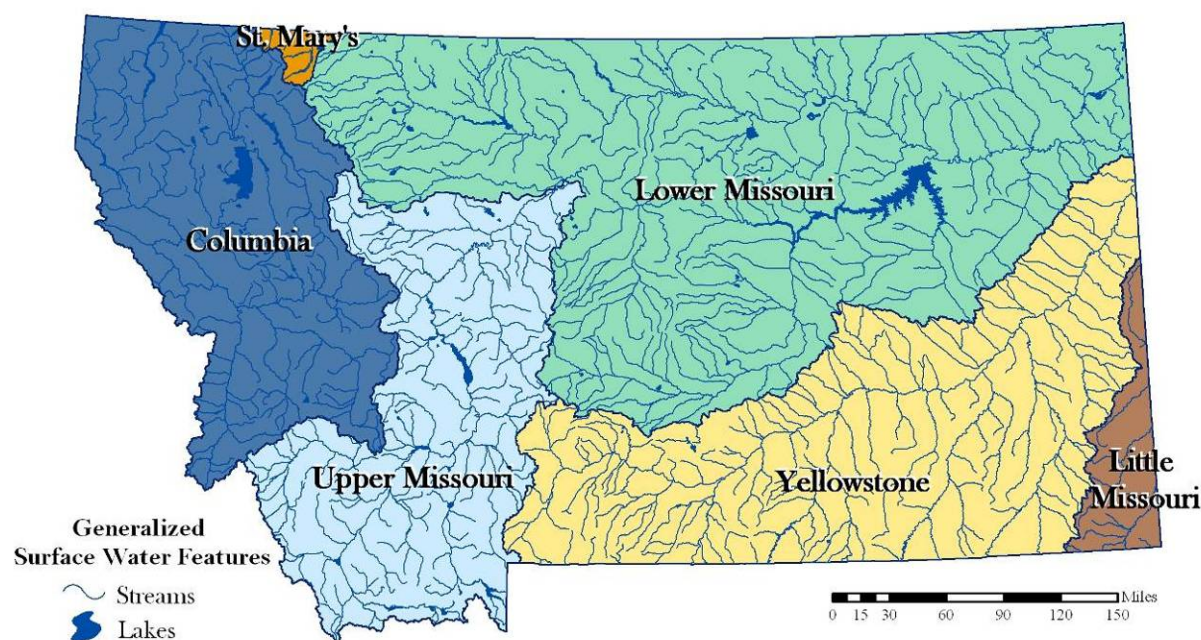 St. Mary's
Lower Missouri
Columbia
Upper Missouri
Yellowstone
Little
Missouri
Generalized
Surface Water Features
Streams
Lakes
Miles
0 15 30 60 90 120 150